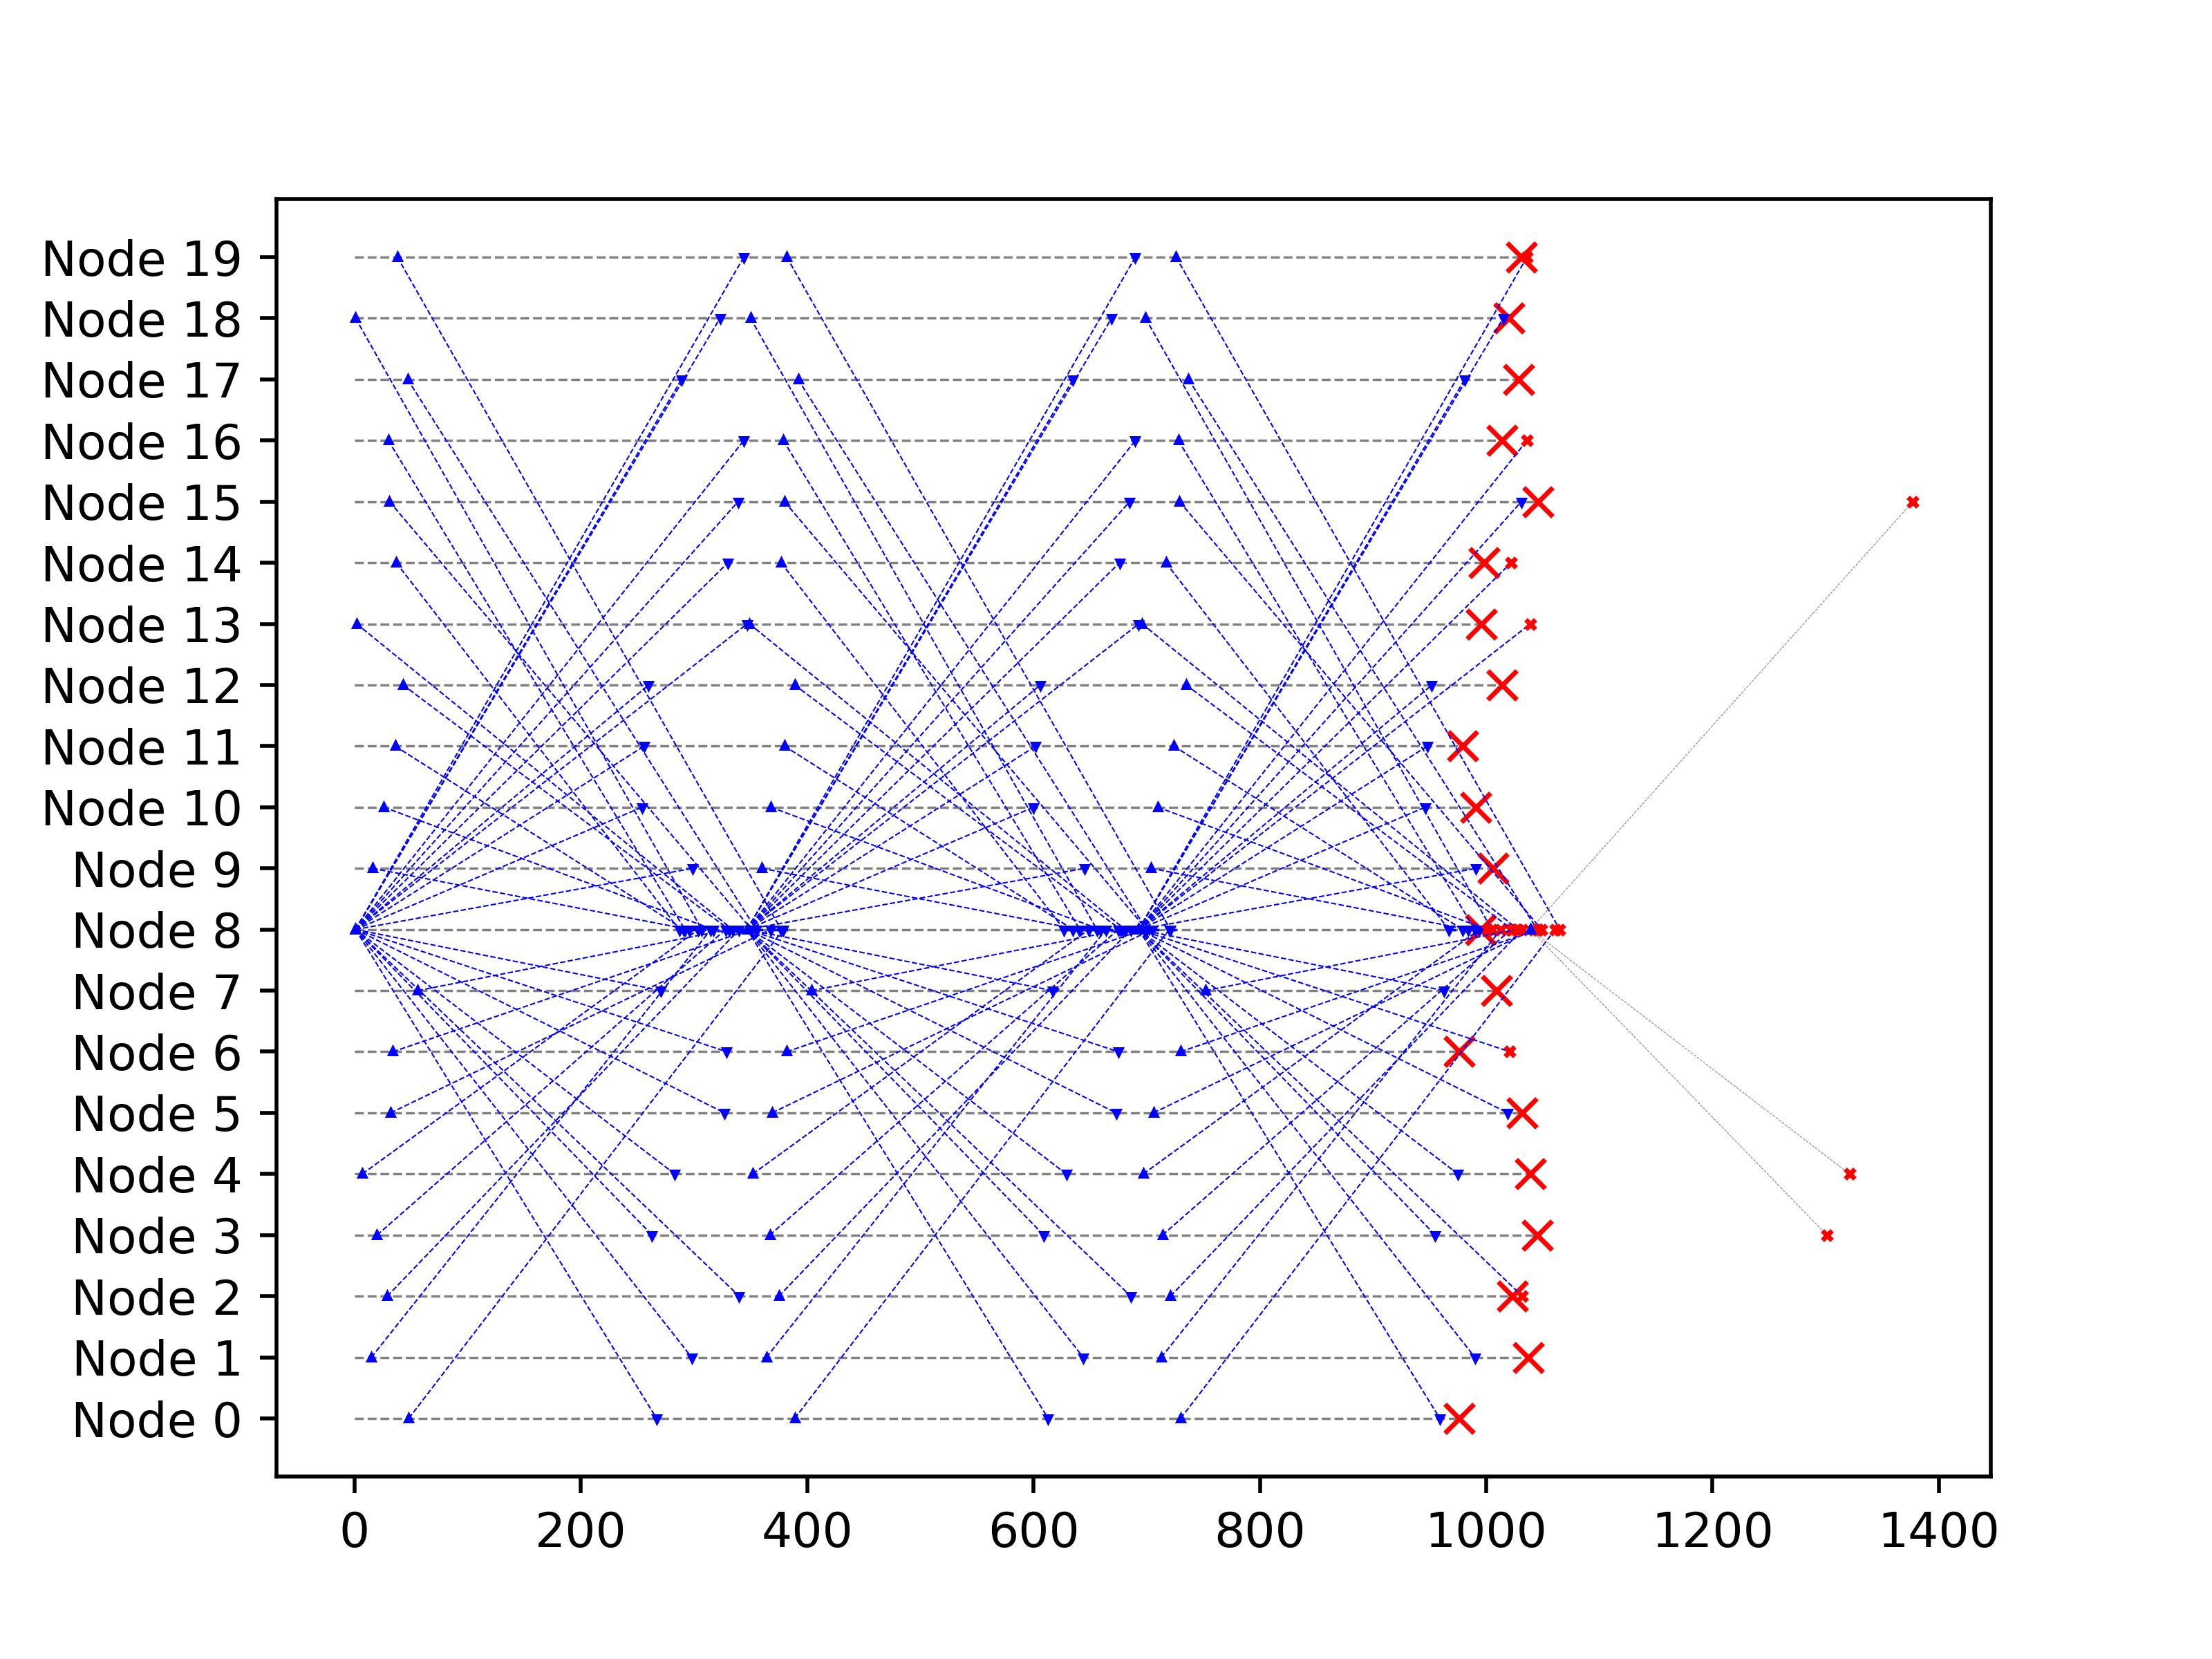 Node 19
Node 18
Node 17
Node 16
Node 15
Node 14
Node 13
Node 12
Node 11
Node 10
Node 9
Node 8
Node 7
Node 6
Node 5
Node 4
Node 3
Node 2
Node 1
Node 0
0 200 400 600 800 1000 1200 1400